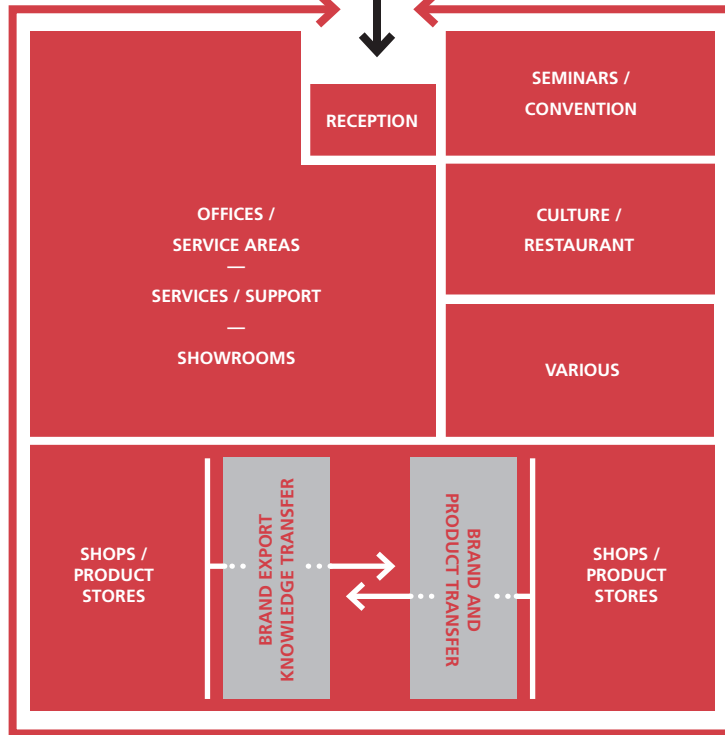 SEMINARS /
CONVENTION
RECEPTION
OFFICES /
SERVICE AREAS
—
SERVICES / SUPPORT
—
SHOWROOMS
CULTURE /
RESTAURANT
VARIOUS
SHOPS /
PRODUCT
STORES
BRAND EXPORT
KNOWLEDGE TRANSFER
BRAND AND
PRODUCT TRANSFER
SHOPS /
PRODUCT
STORES